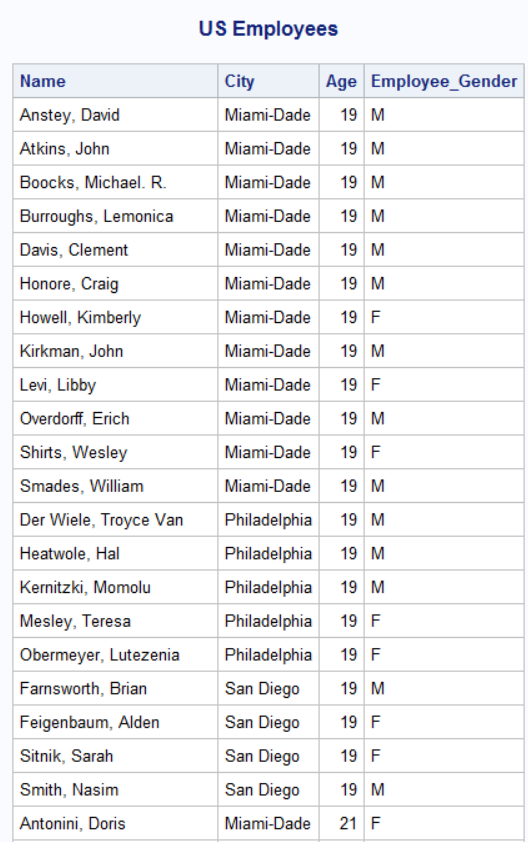 US Employees
Name City Age Employee_Gender
Anstey, David Miami-Dade 19 M
Atkins, John Miami-Dade 19 M
Boocks, Michael. R. Miami-Dade 19 M
Burroughs, Lemonica Miami-Dade 19 M
Davis, Clement Miami-Dade 19 M
Honore, Craig Miami-Dade 19 M
Howell, Kimberly Miami-Dade 19 F
Kirkman, John Miami-Dade 19 M
Levi, Libby Miami-Dade 19 F
Overdorff, Erich Miami-Dade 19 M
Shirts, Wesley Miami-Dade 19 F
Smades, William Miami-Dade 19 M
Der Wiele, Troyce Van Philadelphia 19 M
Heatwole, Hal Philadelphia 19 M
Kernitzki, Momolu Philadelphia 19 M
Mesley, Teresa Philadelphia 19 F
Obermeyer, Lutezenia Philadelphia 19 F
Farnsworth, Brian San Diego 19 M
Feigenbaum, Alden San Diego 19 F
Sitnik, Sarah San Diego 19 F
Smith, Nasim San Diego 19 M
Antonini, Doris Miami-Dade 21 F